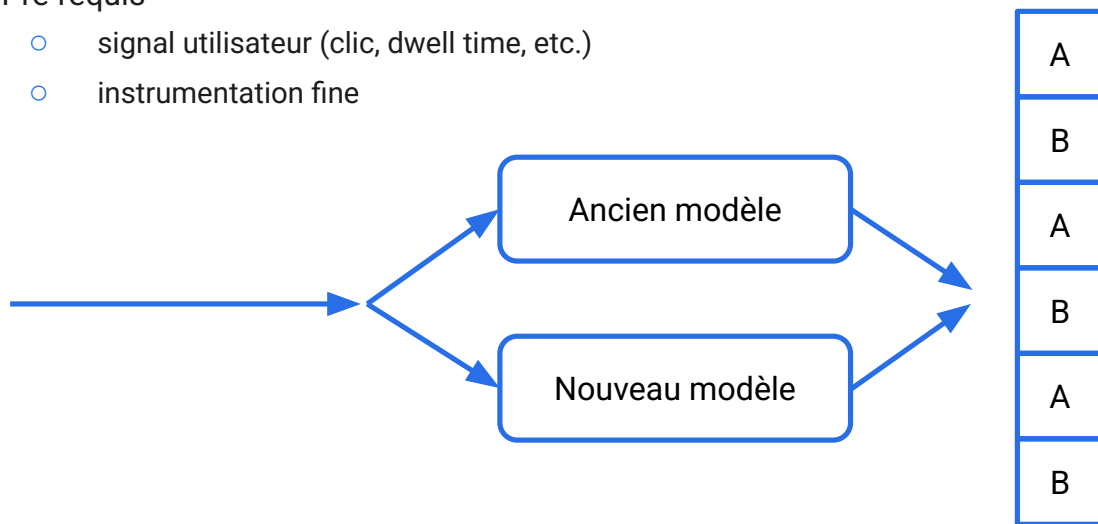 signal utilisateur (clic, dwell time, etc.)
instrumentation fine
Ancien modèle
Nouveau modèle
A
B
A
B
A
B